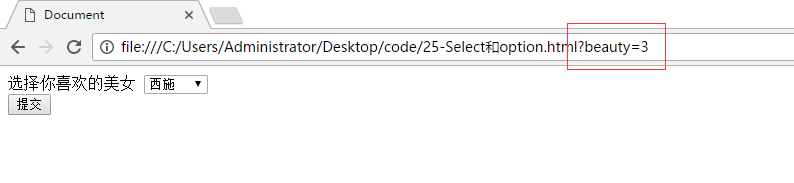 Document
file:///C:/Users/Administrator/Desktop/code/25-Select和option.html?beauty=3
选择你喜欢的美女 西施
提交